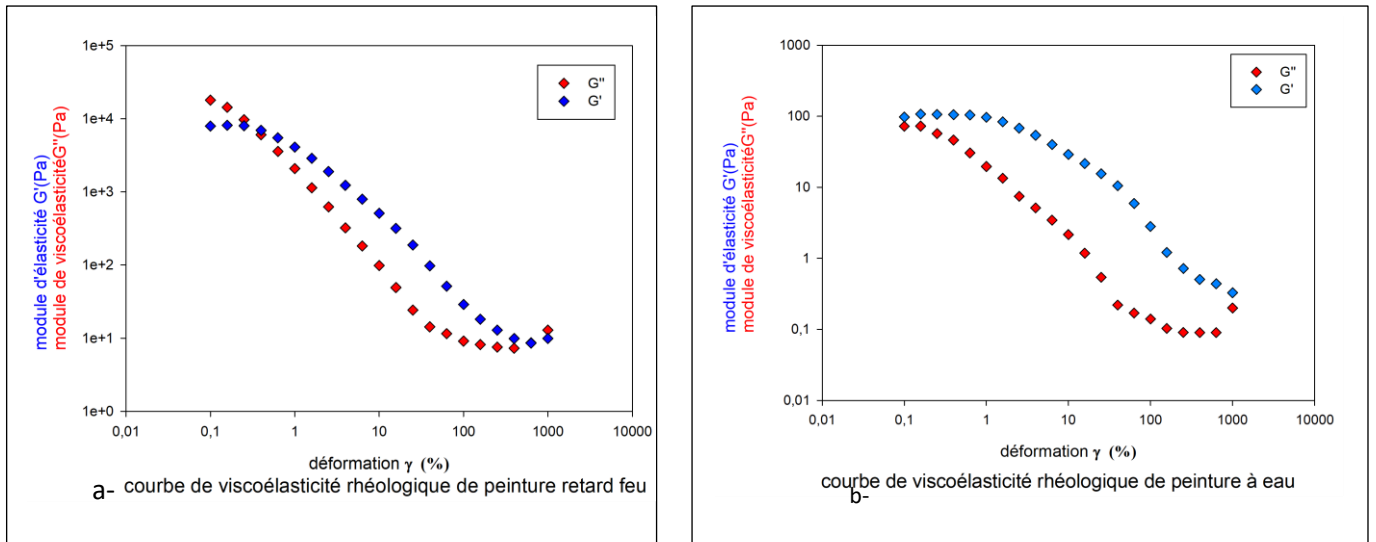 1e+5
1e+4
1e+3
1e+2
1e+1
1e+0
module d'élasticité G'(Pa)
module de viscoélasticitéG''(Pa)
G''
G'
0,01 0,1 1 10 100 1000 10000
déformation γ (%)
a- courbe de viscoélasticité rhéologique de peinture retard feu
1000
100
10
1
0,1
0,01
module d'élasticité G'(Pa)
module de viscoélasticitéG''(Pa)
G''
G'
0,01 0,1 1 10 100 1000 10000
déformation γ (%)
courbe de viscoélasticité rhéologique de peinture à eau
b-